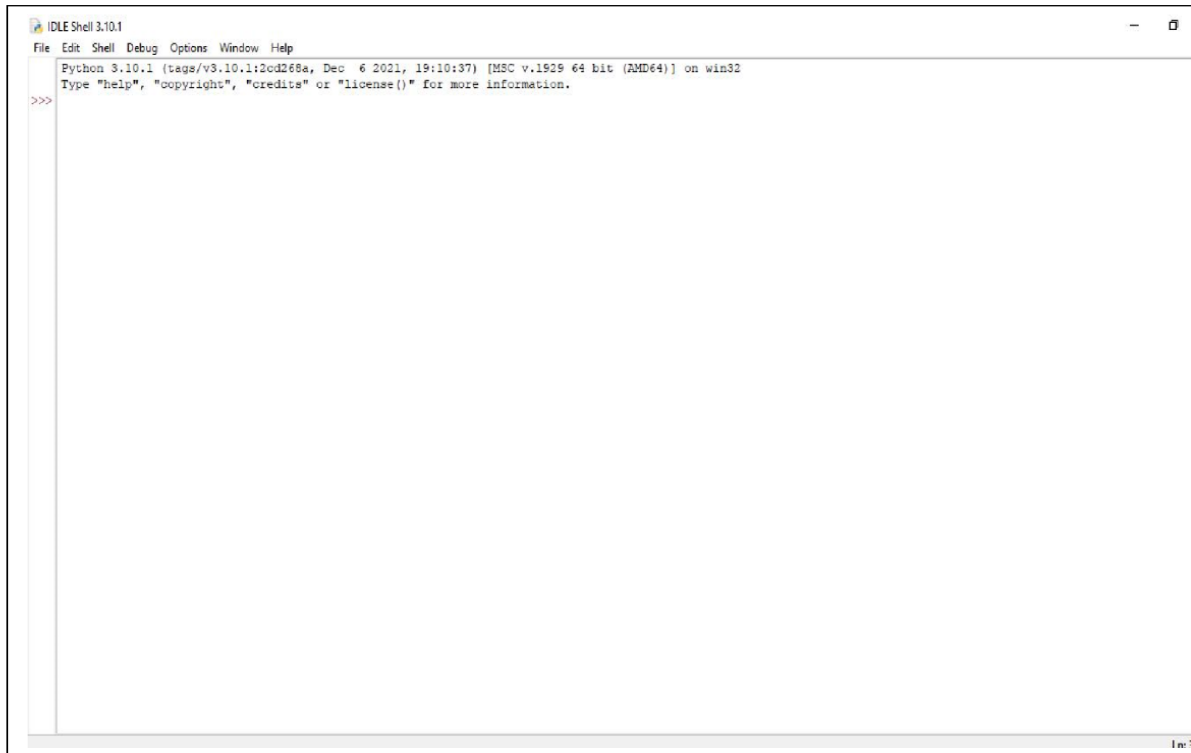 IDLE Shell 3.10.1
File Edit Shell Debug Options Window Help
Python 3.10.1 (tags/v3.10.1:2cd268a, Dec  6 2021, 19:10:37) [MSC v.1929 64 bit (AMD64)] on win32
Type "help", "copyright", "credits" or "license()" for more information.
>>>
Ln: